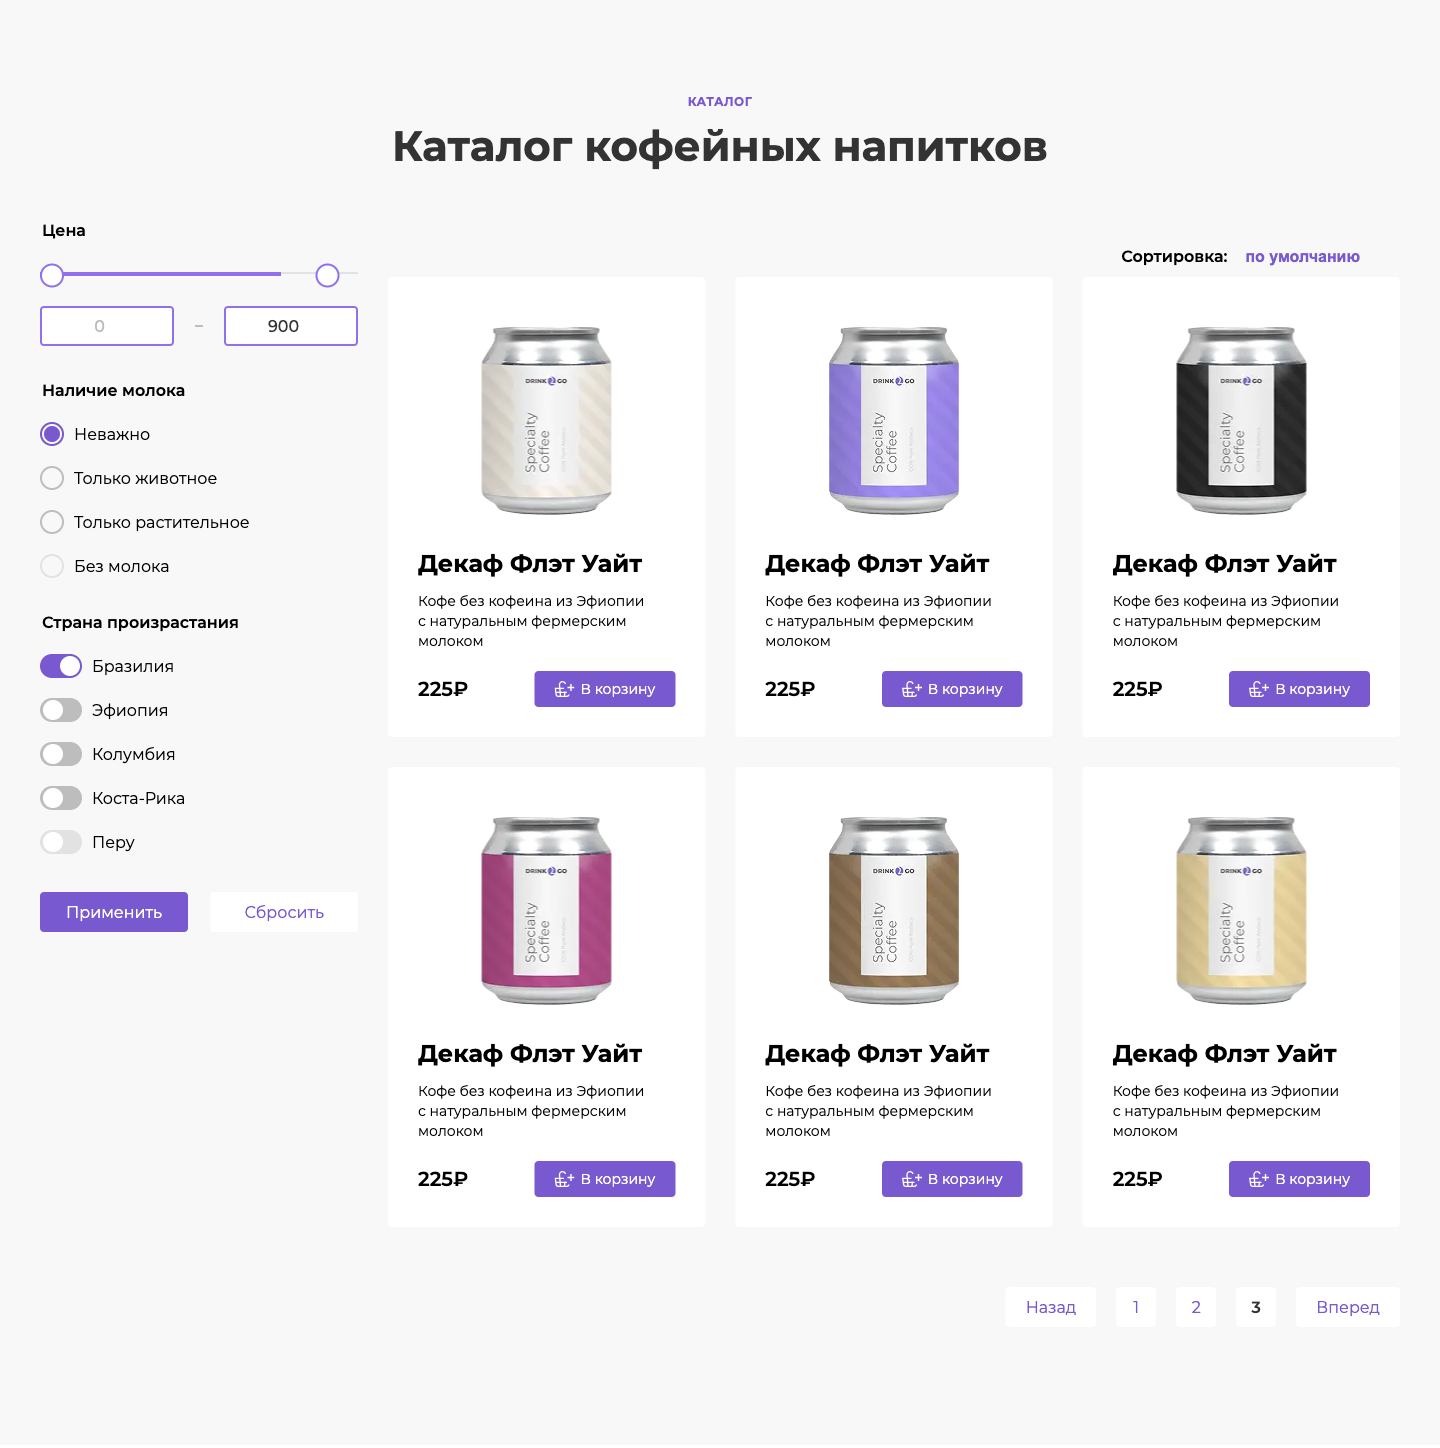 КАТАЛОГ
Каталог кофейных напитков
Цена
0 – 900
Наличие молока
Неважно
Только животное
Только растительное
Без молока
Страна произрастания
Бразилия
Эфиопия
Колумбия
Коста-Рика
Перу
Применить Сбросить
Сортировка: по умолчанию
DRINK 2 GO
Specialty
Coffee
Декаф Флэт Уайт
Кофе без кофеина из Эфиопии
с натуральным фермерским
молоком
225₽ В корзину
DRINK 2 GO
Specialty
Coffee
Декаф Флэт Уайт
Кофе без кофеина из Эфиопии
с натуральным фермерским
молоком
225₽ В корзину
DRINK 2 GO
Specialty
Coffee
Декаф Флэт Уайт
Кофе без кофеина из Эфиопии
с натуральным фермерским
молоком
225₽ В корзину
DRINK 2 GO
Specialty
Coffee
Декаф Флэт Уайт
Кофе без кофеина из Эфиопии
с натуральным фермерским
молоком
225₽ В корзину
DRINK 2 GO
Specialty
Coffee
Декаф Флэт Уайт
Кофе без кофеина из Эфиопии
с натуральным фермерским
молоком
225₽ В корзину
DRINK 2 GO
Specialty
Coffee
Декаф Флэт Уайт
Кофе без кофеина из Эфиопии
с натуральным фермерским
молоком
225₽ В корзину
Назад 1 2 3 Вперед